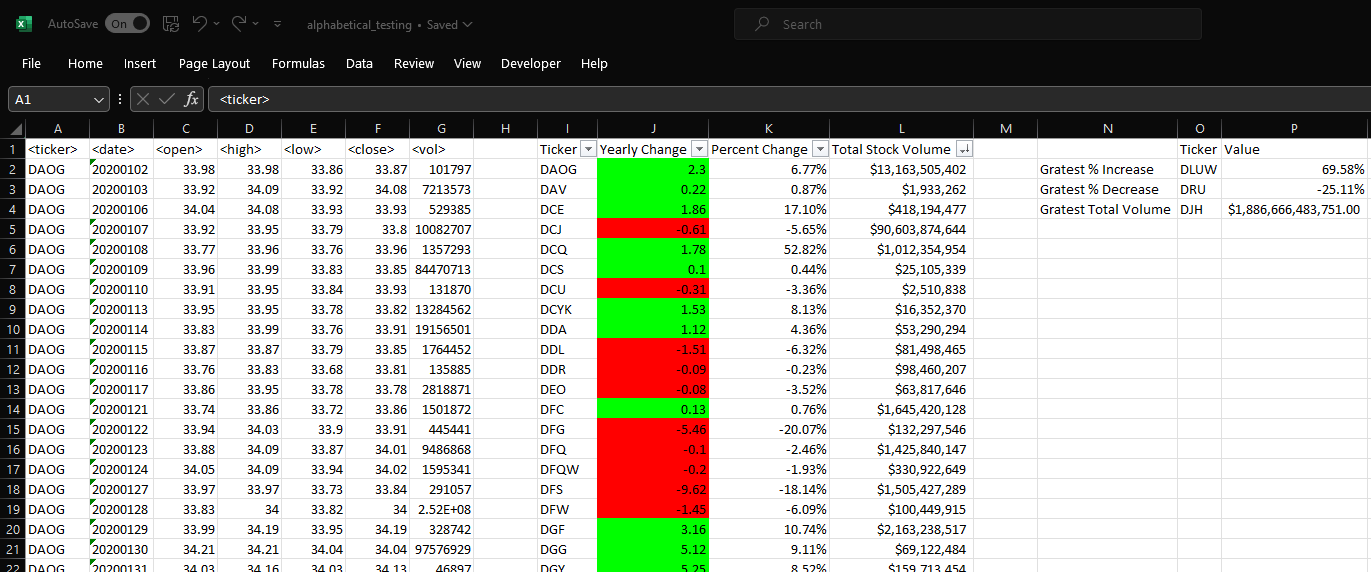 AutoSave On alphabetical_testing • Saved Search
File Home Insert Page Layout Formulas Data Review View Developer Help
A1 fx <ticker>
A B C D E F G H I J K L M N O P
1 <ticker> <date> <open> <high> <low> <close> <vol> Ticker Yearly Change Percent Change Total Stock Volume Ticker Value
2 DAOG 20200102 33.98 33.98 33.86 33.87 101797 DAOG 2.3 6.77% $13,163,505,402 Gratest % Increase DLUW 69.58%
3 DAOG 20200103 33.92 34.09 33.92 34.08 7213573 DAV 0.22 0.87% $1,933,262 Gratest % Decrease DRU -25.11%
4 DAOG 20200106 34.04 34.08 33.93 33.93 529385 DCE 1.86 17.10% $418,194,477 Gratest Total Volume DJH $1,886,666,483,751.00
5 DAOG 20200107 33.92 33.95 33.79 33.8 10082707 DCJ -0.61 -5.65% $90,603,874,644
6 DAOG 20200108 33.77 33.96 33.76 33.96 1357293 DCQ 1.78 52.82% $1,012,354,954
7 DAOG 20200109 33.96 33.99 33.83 33.85 84470713 DCS 0.1 0.44% $25,105,339
8 DAOG 20200110 33.91 33.95 33.84 33.93 131870 DCU -0.31 -3.36% $2,510,838
9 DAOG 20200113 33.95 33.95 33.78 33.82 13284562 DCYK 1.53 8.13% $16,352,370
10 DAOG 20200114 33.83 33.99 33.76 33.91 19156501 DDA 1.12 4.36% $53,290,294
11 DAOG 20200115 33.87 33.87 33.79 33.85 1764452 DDL -1.51 -6.32% $81,498,465
12 DAOG 20200116 33.76 33.83 33.68 33.81 135885 DDR -0.09 -0.23% $98,460,207
13 DAOG 20200117 33.86 33.95 33.78 33.78 2818871 DEO -0.08 -3.52% $63,817,646
14 DAOG 20200121 33.74 33.86 33.72 33.86 1501872 DFC 0.13 0.76% $1,645,420,128
15 DAOG 20200122 33.94 34.03 33.9 33.91 445441 DFG -5.46 -20.07% $132,297,546
16 DAOG 20200123 33.88 34.09 33.87 34.01 9486868 DFQ -0.1 -2.46% $1,425,840,147
17 DAOG 20200124 34.05 34.09 33.94 34.02 1595341 DFQW -0.2 -1.93% $330,922,649
18 DAOG 20200127 33.97 33.97 33.73 33.84 291057 DFS -9.62 -18.14% $1,505,427,289
19 DAOG 20200128 33.83 34 33.82 34 2.52E+08 DFW -1.45 -6.09% $100,449,915
20 DAOG 20200129 33.99 34.19 33.95 34.19 328742 DGF 3.16 10.74% $2,163,238,517
21 DAOG 20200130 34.21 34.21 34.04 34.04 97576929 DGG 5.12 9.11% $69,122,484
22 DAOG 20200131 34.03 34.16 34.03 34.13 46897 DGY 5.25 8.52% $159,713,454